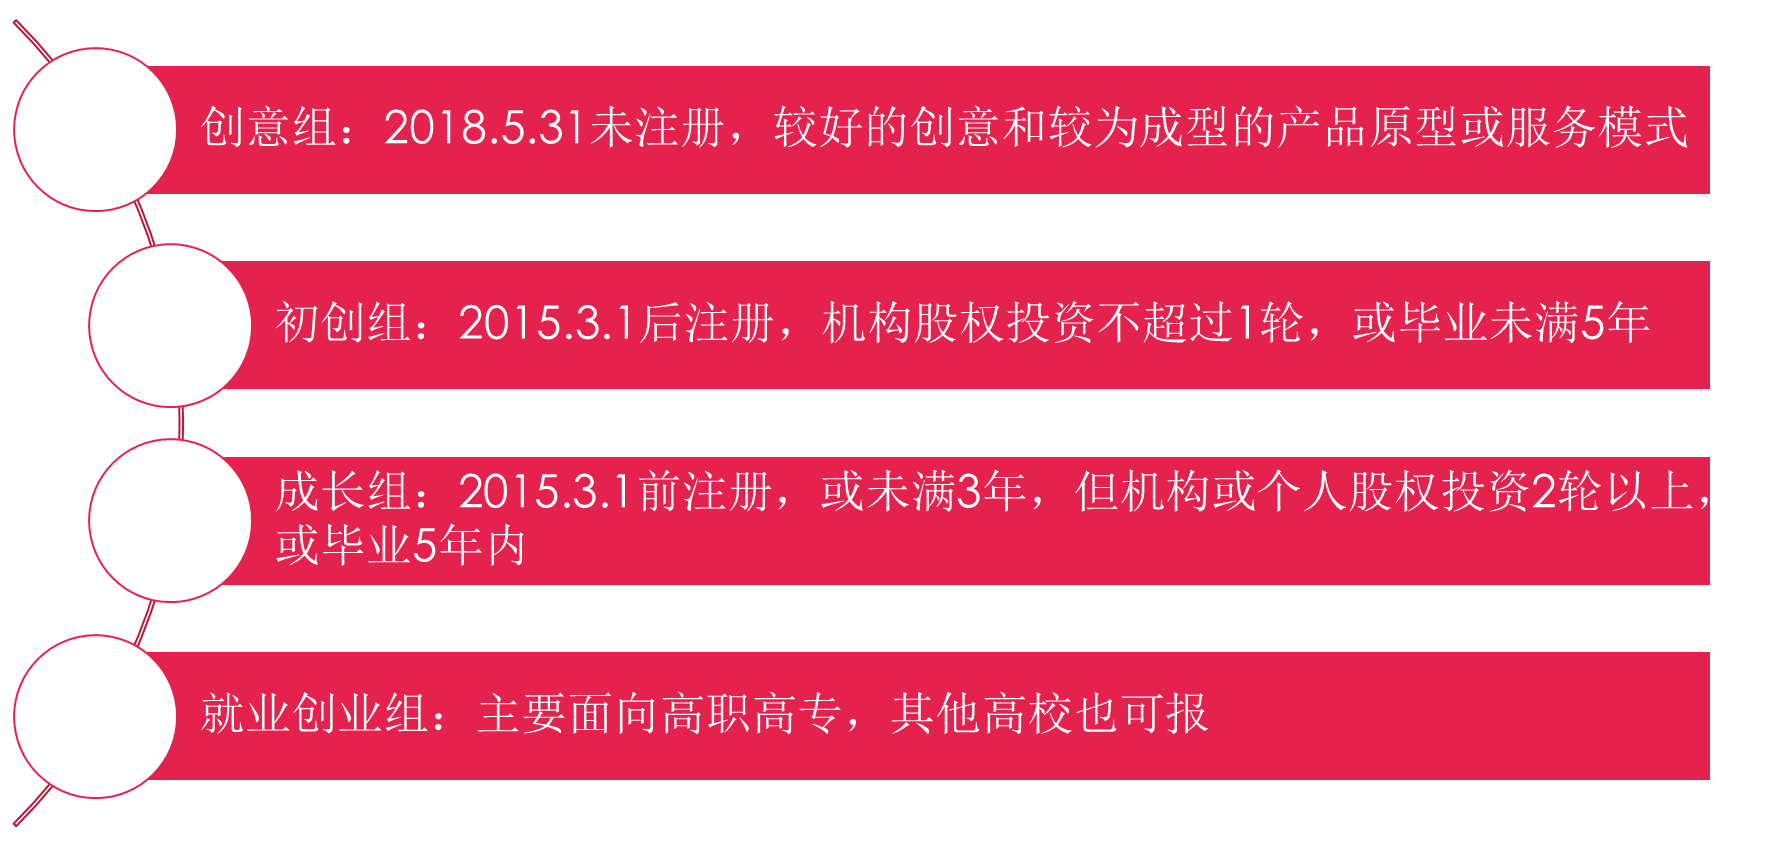 创意组：2018.5.31未注册，较好的创意和较为成型的产品原型或服务模式
初创组：2015.3.1后注册，机构股权投资不超过1轮，或毕业未满5年
成长组：2015.3.1前注册，或未满3年，但机构或个人股权投资2轮以上，
或毕业5年内
就业创业组：主要面向高职高专，其他高校也可报